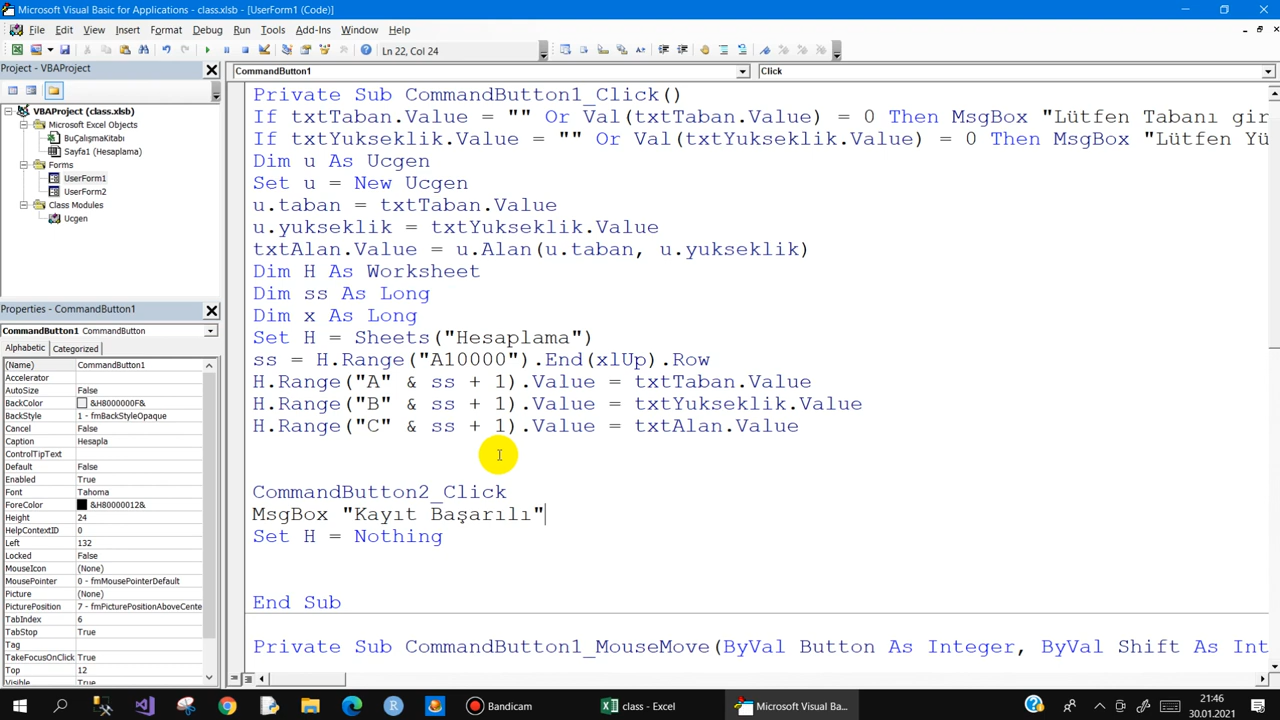 Microsoft Visual Basic for Applications - class.xlsb - [UserForm1 (Code)]
File Edit View Insert Format Debug Run Tools Add-Ins Window Help
Ln 22, Col 24
Project - VBAProject
CommandButton1
Click
VBAProject (class.xlsb)
Microsoft Excel Objects
BuÇalışmaKitabı
Sayfa1 (Hesaplama)
Forms
UserForm1
UserForm2
Class Modules
Ucgen
Properties - CommandButton1
CommandButton1 CommandButton
Alphabetic Categorized
(Name) CommandButton1
Accelerator
AutoSize False
BackColor &H8000000F&
BackStyle 1 - fmBackStyleOpaque
Cancel False
Caption Hesapla
ControlTipText
Default False
Enabled True
Font Tahoma
ForeColor &H80000012&
Height 24
HelpContextID 0
Left 132
Locked False
MouseIcon (None)
MousePointer 0 - fmMousePointerDefault
Picture (None)
PicturePosition 7 - fmPicturePositionAboveCente
TabIndex 6
TabStop True
Tag
TakeFocusOnClick True
Top 12
Visible True
Private Sub CommandButton1_Click()
If txtTaban.Value = "" Or Val(txtTaban.Value) = 0 Then MsgBox "Lütfen Tabanı gir
If txtYukseklik.Value = "" Or Val(txtYukseklik.Value) = 0 Then MsgBox "Lütfen Yü
Dim u As Ucgen
Set u = New Ucgen
u.taban = txtTaban.Value
u.yukseklik = txtYukseklik.Value
txtAlan.Value = u.Alan(u.taban, u.yukseklik)
Dim H As Worksheet
Dim ss As Long
Dim x As Long
Set H = Sheets("Hesaplama")
ss = H.Range("A10000").End(xlUp).Row
H.Range("A" & ss + 1).Value = txtTaban.Value
H.Range("B" & ss + 1).Value = txtYukseklik.Value
H.Range("C" & ss + 1).Value = txtAlan.Value
CommandButton2_Click
MsgBox "Kayıt Başarılı"
Set H = Nothing
End Sub
Private Sub CommandButton1_MouseMove(ByVal Button As Integer, ByVal Shift As Int
Bandicam
class - Excel
Microsoft Visual Ba...
21:46
30.01.2021